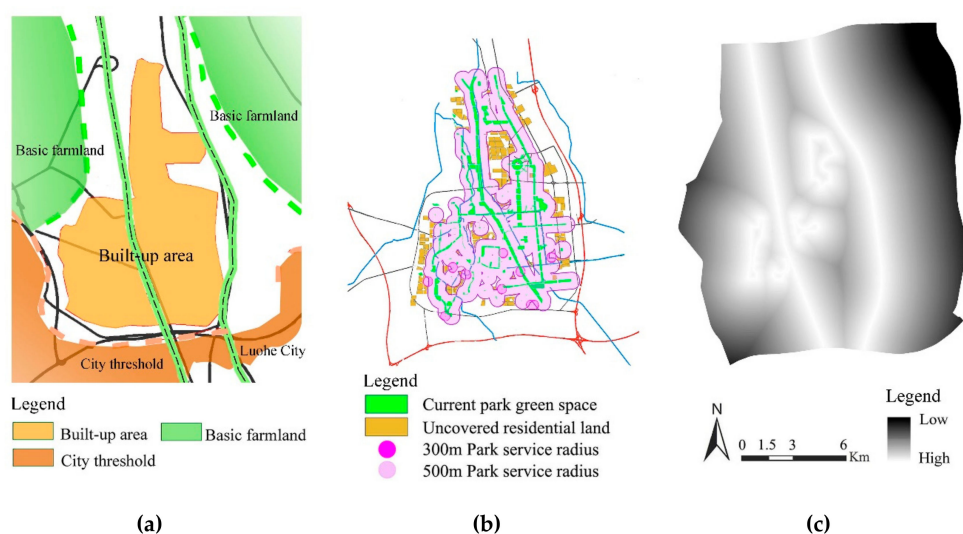 Basic farmland
Basic farmland
Built-up area
City threshold
Luohe City
Legend
Built-up area
Basic farmland
City threshold
(a)
Legend
Current park green space
Uncovered residential land
300m Park service radius
500m Park service radius
(b)
N
0 1.5 3 6
Km
Legend
Low
High
(c)